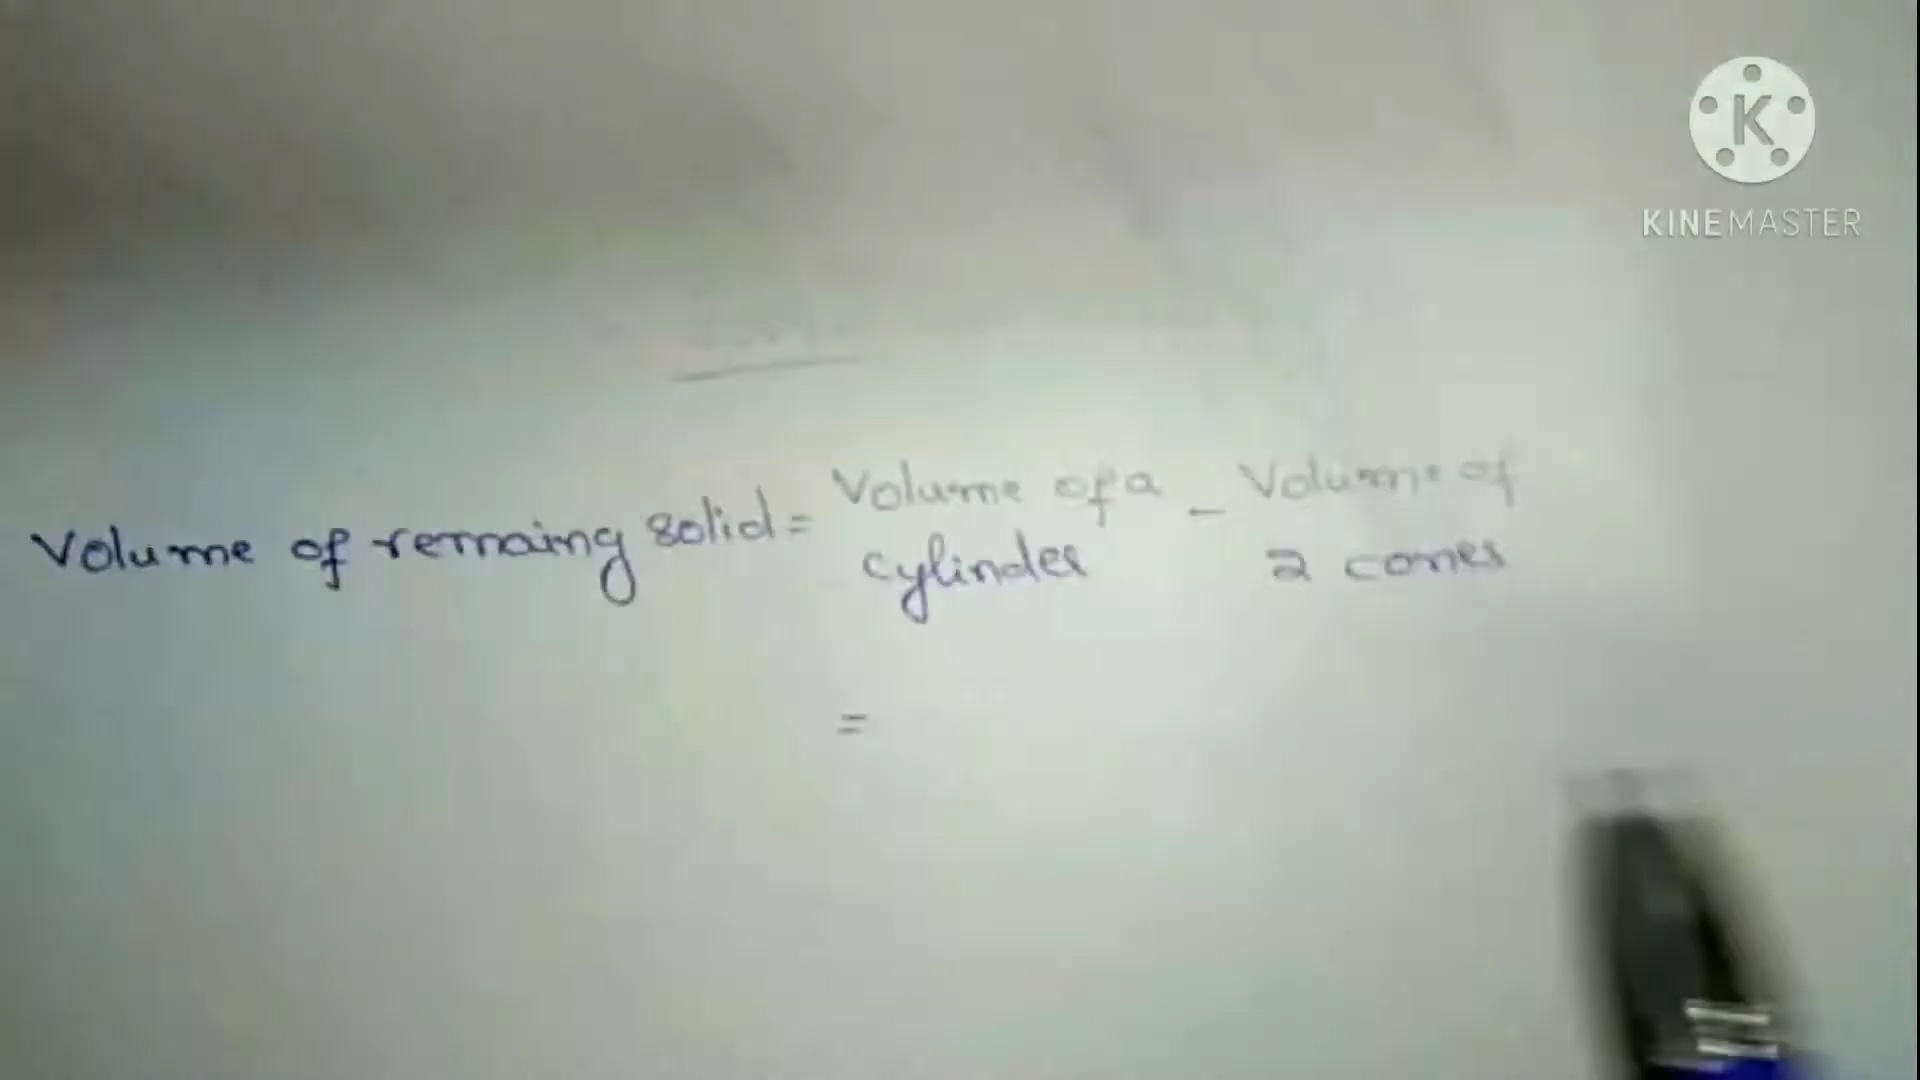 K
KINEMASTER
Volume of remaing solid = Volume of a cylinder - Volume of 2 cones
=